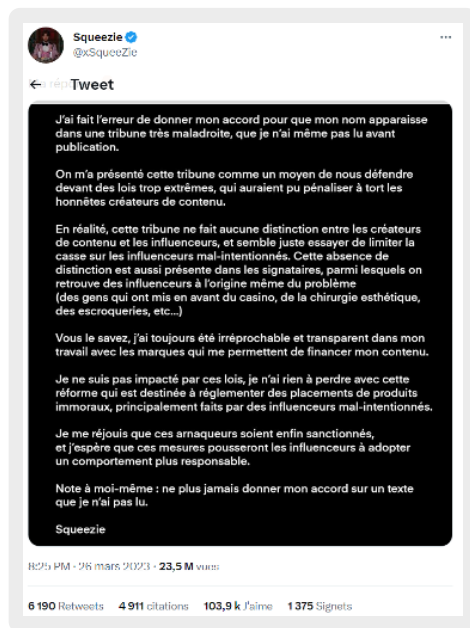 Squeezie
@xSqueeZie
← Tweet
J'ai fait l'erreur de donner mon accord pour que mon nom apparaisse
dans une tribune très maladroite, que je n'ai même pas lu avant
publication.
On m'a présenté cette tribune comme un moyen de nous défendre
devant des lois trop extrêmes, qui auraient pu pénaliser à tort les
honnêtes créateurs de contenu.
En réalité, cette tribune ne fait aucune distinction entre les créateurs
de contenu et les influenceurs, et semble juste essayer de limiter la
casse sur les influenceurs mal-intentionnés. Cette absence de
distinction est aussi présente dans les signataires, parmi lesquels on
retrouve des influenceurs à l'origine même du problème
(des gens qui ont mis en avant du casino, de la chirurgie esthétique,
des escroqueries, etc...)
Vous le savez, j'ai toujours été irréprochable et transparent dans mon
travail avec les marques qui me permettent de financer mon contenu.
Je ne suis pas impacté par ces lois, je n'ai rien à perdre avec cette
réforme qui est destinée à réglementer des placements de produits
immoraux, principalement faits par des influenceurs mal-intentionnés.
Je me réjouis que ces arnaqueurs soient enfin sanctionnés,
et j'espère que ces mesures pousseront les influenceurs à adopter
un comportement plus responsable.
Note à moi-même : ne plus jamais donner mon accord sur un texte
que je n'ai pas lu.
Squeezie
8:25 PM · 26 mars 2023 · 23,5 M vues
6 190 Retweets 4 911 citations 103,9 k J'aime 1 375 Signets